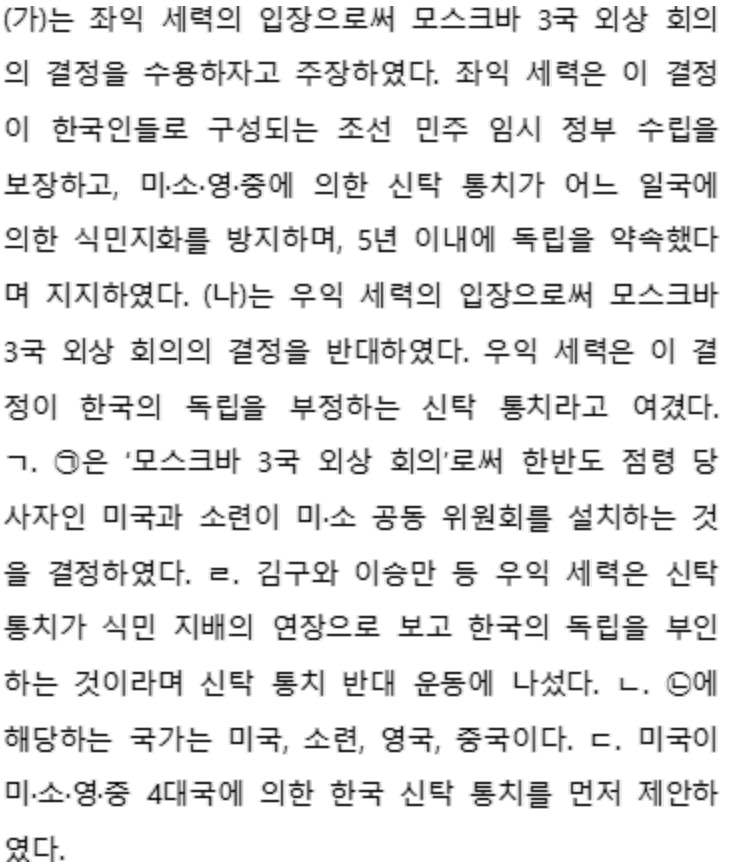 (가)는 좌익 세력의 입장으로써 모스크바 3국 외상 회의
의 결정을 수용하자고 주장하였다. 좌익 세력은 이 결정
이 한국인들로 구성되는 조선 민주 임시 정부 수립을
보장하고, 미·소·영·중에 의한 신탁 통치가 어느 일국에
의한 식민지화를 방지하며, 5년 이내에 독립을 약속했다
며 지지하였다. (나)는 우익 세력의 입장으로써 모스크바
3국 외상 회의의 결정을 반대하였다. 우익 세력은 이 결
정이 한국의 독립을 부정하는 신탁 통치라고 여겼다.
ㄱ. ㉠은 ‘모스크바 3국 외상 회의’로써 한반도 점령 당
사자인 미국과 소련이 미·소 공동 위원회를 설치하는 것
을 결정하였다. ㄹ. 김구와 이승만 등 우익 세력은 신탁
통치가 식민 지배의 연장으로 보고 한국의 독립을 부인
하는 것이라며 신탁 통치 반대 운동에 나섰다. ㄴ. ㉡에
해당하는 국가는 미국, 소련, 영국, 중국이다. ㄷ. 미국이
미·소·영·중 4대국에 의한 한국 신탁 통치를 먼저 제안하
였다.